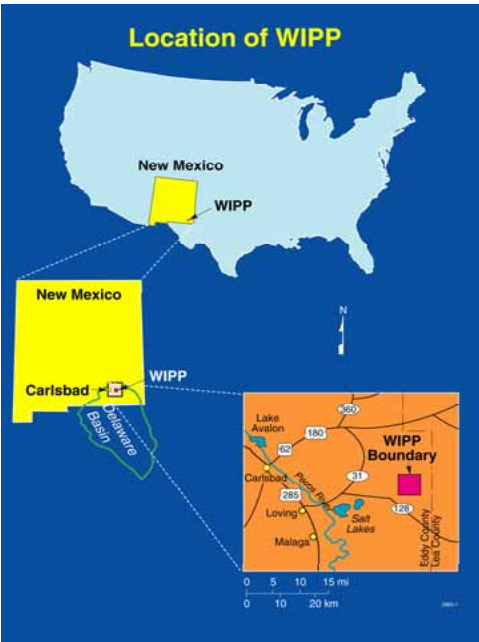 Location of WIPP
New Mexico
WIPP
New Mexico
N
Carlsbad
WIPP
Delaware
Basin
360
Lake
Avalon
180
62
WIPP
Boundary
Carlsbad
Pecos River
31
285
128
Loving
Salt
Lakes
Malaga
Eddy County
Lea County
0 5 10 15 mi
0 10 20 km